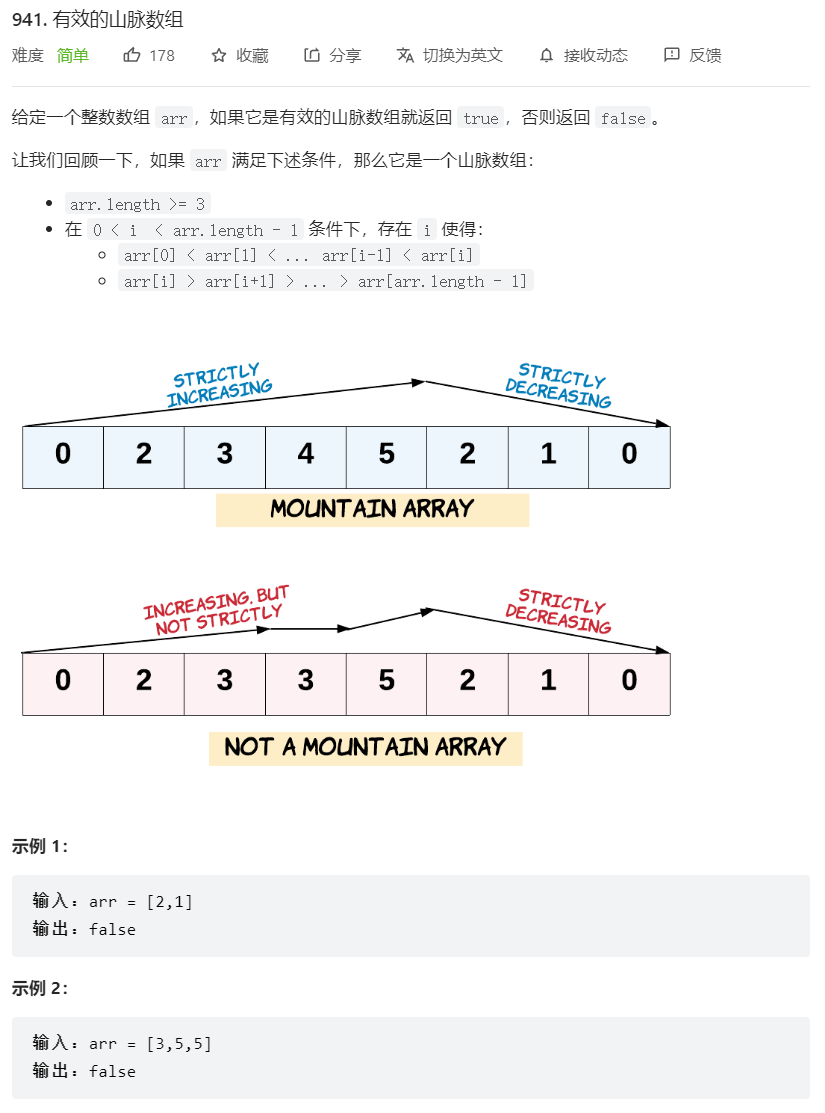 941. 有效的山脉数组
难度 简单 178 收藏 分享 切换为英文 接收动态 反馈
给定一个整数数组 arr，如果它是有效的山脉数组就返回 true，否则返回 false。
让我们回顾一下，如果 arr 满足下述条件，那么它是一个山脉数组：
arr.length >= 3
在 0 < i < arr.length - 1 条件下，存在 i 使得：
arr[0] < arr[1] < ... arr[i-1] < arr[i]
arr[i] > arr[i+1] > ... > arr[arr.length - 1]
STRICTLY
INCREASING
STRICTLY
DECREASING
0 2 3 4 5 2 1 0
MOUNTAIN ARRAY
INCREASING, BUT
NOT STRICTLY
STRICTLY
DECREASING
0 2 3 3 5 2 1 0
NOT A MOUNTAIN ARRAY
示例 1：
输入：arr = [2,1]
输出：false
示例 2：
输入：arr = [3,5,5]
输出：false